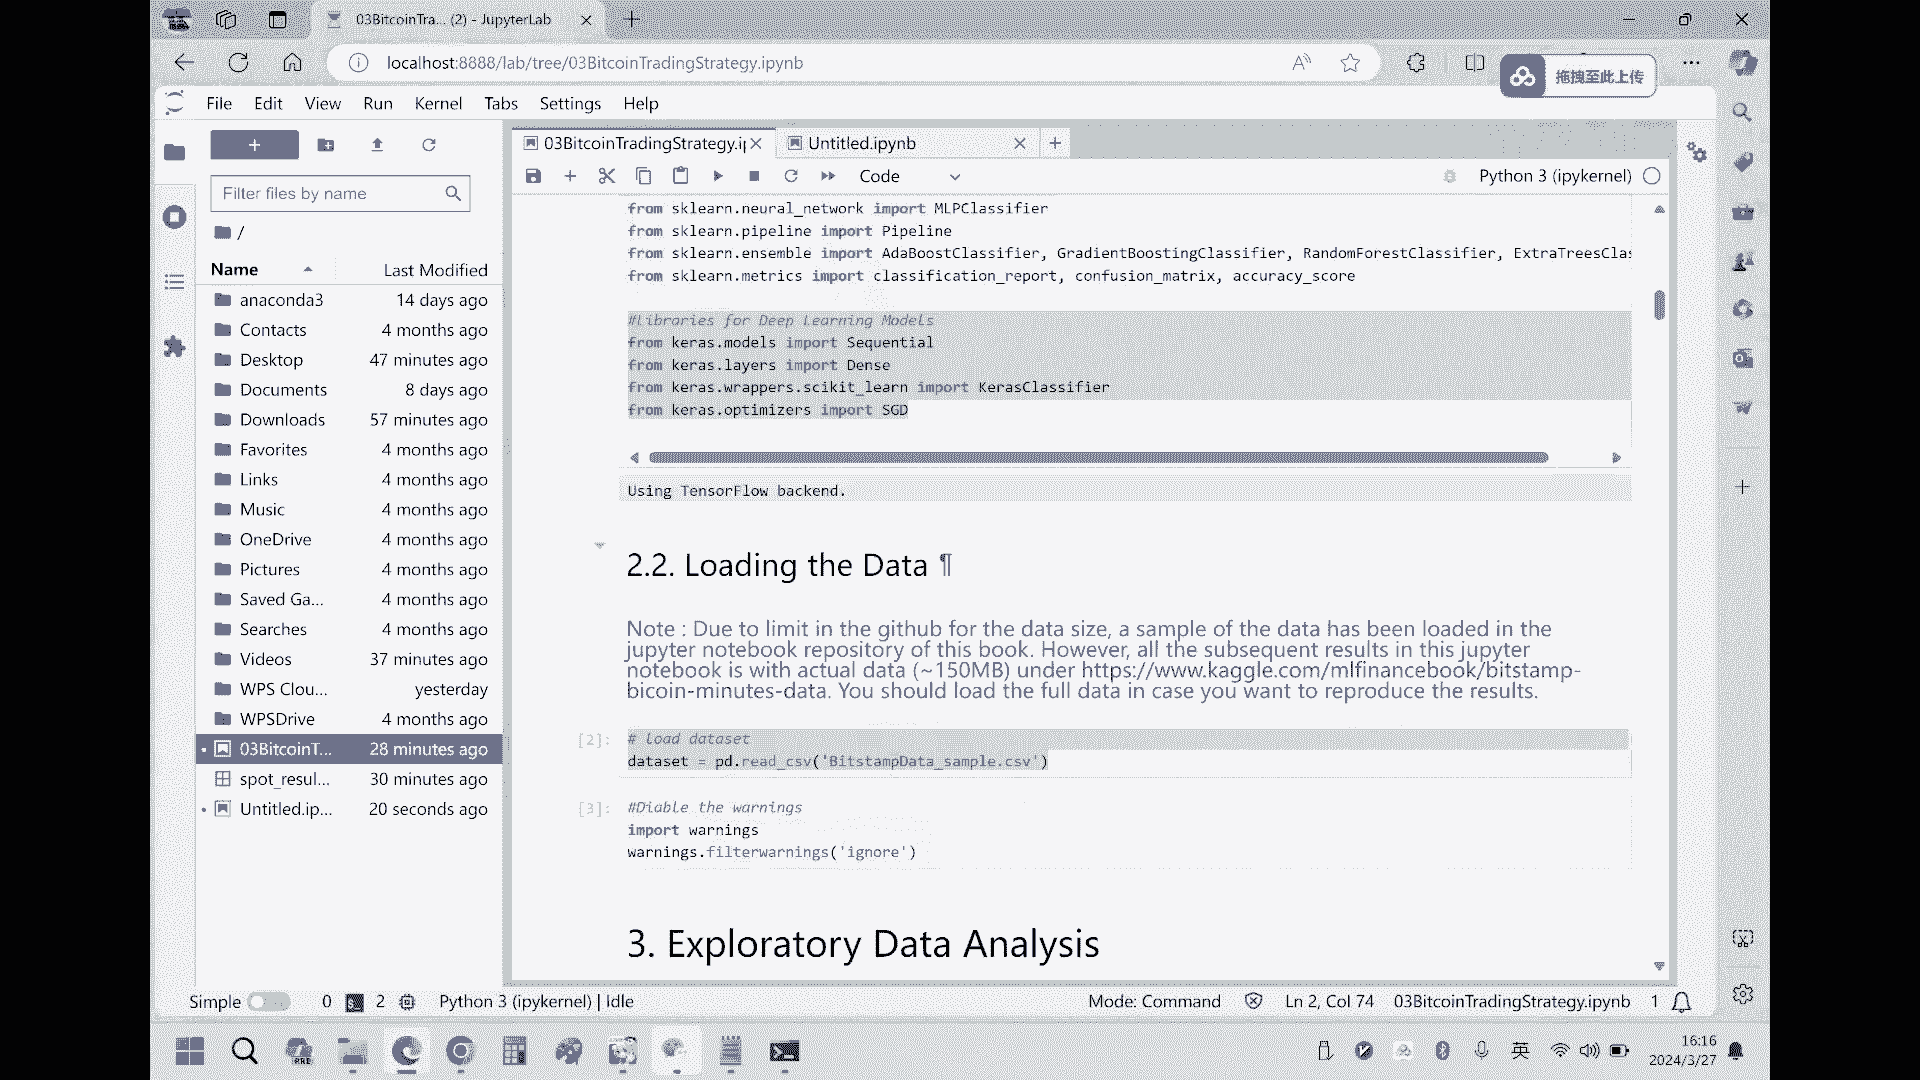 03BitcoinTra... (2) - JupyterLab
localhost:8888/lab/tree/03BitcoinTradingStrategy.ipynb
拖拽至此上传
File Edit View Run Kernel Tabs Settings Help
03BitcoinTradingStrategy.i
Untitled.ipynb
Filter files by name
Code
Python 3 (ipykernel)
/
Name Last Modified
anaconda3 14 days ago
Contacts 4 months ago
Desktop 47 minutes ago
Documents 8 days ago
Downloads 57 minutes ago
Favorites 4 months ago
Links 4 months ago
Music 4 months ago
OneDrive 4 months ago
Pictures 4 months ago
Saved Ga... 4 months ago
Searches 4 months ago
Videos 37 minutes ago
WPS Clou... yesterday
WPSDrive 4 months ago
03BitcoinT... 28 minutes ago
spot_resul... 30 minutes ago
Untitled.ip... 20 seconds ago
from sklearn.neural_network import MLPClassifier
from sklearn.pipeline import Pipeline
from sklearn.ensemble import AdaBoostClassifier, GradientBoostingClassifier, RandomForestClassifier, ExtraTreesClas
from sklearn.metrics import classification_report, confusion_matrix, accuracy_score
#Libraries for Deep Learning Models
from keras.models import Sequential
from keras.layers import Dense
from keras.wrappers.scikit_learn import KerasClassifier
from keras.optimizers import SGD
Using TensorFlow backend.
2.2. Loading the Data ¶
Note : Due to limit in the github for the data size, a sample of the data has been loaded in the
jupyter notebook repository of this book. However, all the subsequent results in this jupyter
notebook is with actual data (~150MB) under https://www.kaggle.com/mlfinancebook/bitstamp-
bicoin-minutes-data. You should load the full data in case you want to reproduce the results.
[2]: # load dataset
dataset = pd.read_csv('BitstampData_sample.csv')
[3]: #Diable the warnings
import warnings
warnings.filterwarnings('ignore')
3. Exploratory Data Analysis
Simple 0 2 Python 3 (ipykernel) | Idle Mode: Command Ln 2, Col 74 03BitcoinTradingStrategy.ipynb 1
PRE
英
16:16
2024/3/27